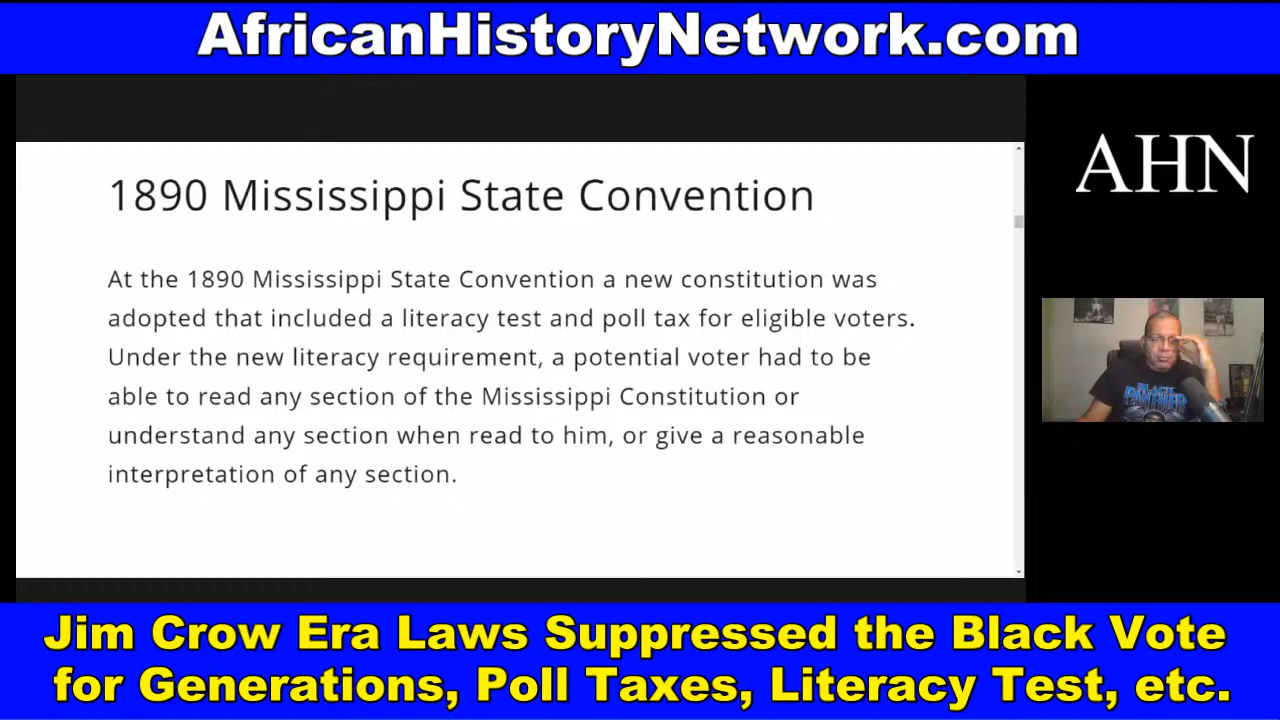 AfricanHistoryNetwork.com
AHN
1890 Mississippi State Convention
At the 1890 Mississippi State Convention a new constitution was
adopted that included a literacy test and poll tax for eligible voters.
Under the new literacy requirement, a potential voter had to be
able to read any section of the Mississippi Constitution or
understand any section when read to him, or give a reasonable
interpretation of any section.
BLACK
PANTHER
Jim Crow Era Laws Suppressed the Black Vote
for Generations, Poll Taxes, Literacy Test, etc.